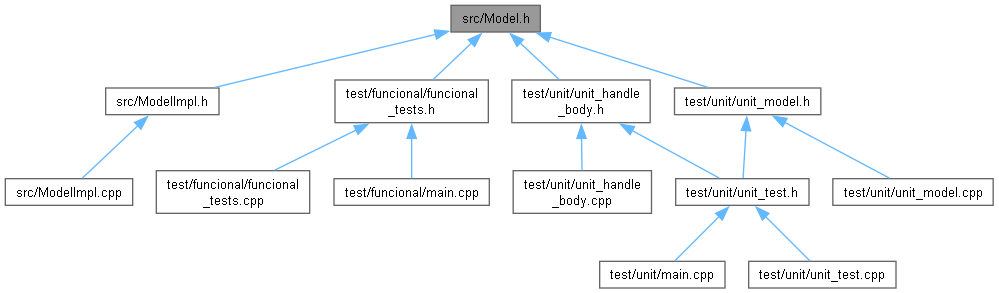 src/Model.h
src/ModelImpl.h
test/funcional/funcional
_tests.h
test/unit/unit_handle
_body.h
test/unit/unit_model.h
src/ModelImpl.cpp
test/funcional/funcional
_tests.cpp
test/funcional/main.cpp
test/unit/unit_handle
_body.cpp
test/unit/unit_test.h
test/unit/unit_model.cpp
test/unit/main.cpp
test/unit/unit_test.cpp